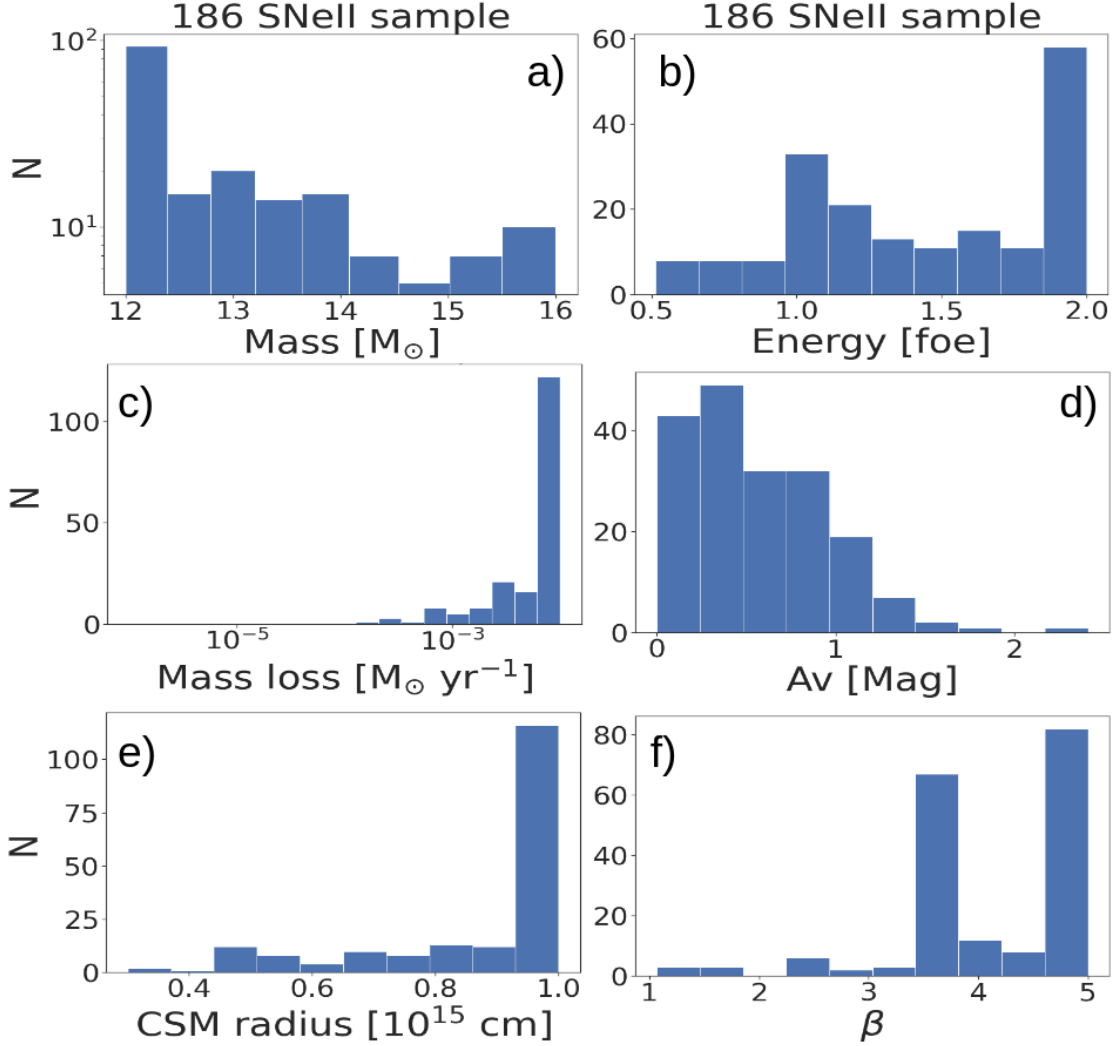 186 SNeII sample
186 SNeII sample
a)
10²
10¹
N
12 13 14 15 16
Mass [M⊙]
b)
60
40
20
0
0.5 1.0 1.5 2.0
Energy [foe]
c)
100
50
0
N
10⁻⁵ 10⁻³
Mass loss [M⊙ yr⁻¹]
d)
40
20
0
0 1 2
Av [Mag]
e)
100
75
50
25
0
N
0.4 0.6 0.8 1.0
CSM radius [10¹⁵ cm]
f)
80
60
40
20
0
1 2 3 4 5
β